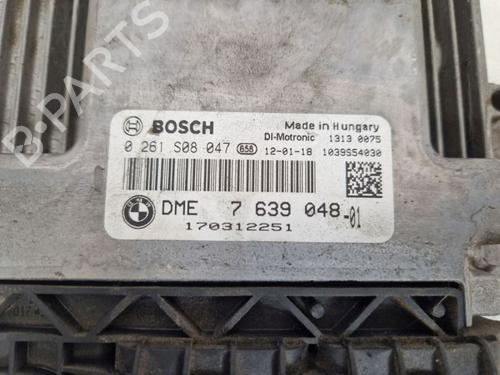 B-PARTS
BOSCH
Made in Hungary
DI-Motronic 1313 0075
0 261 S08 047 656 12-01-18 1039S54030
DME 7 639 048-01
170312251